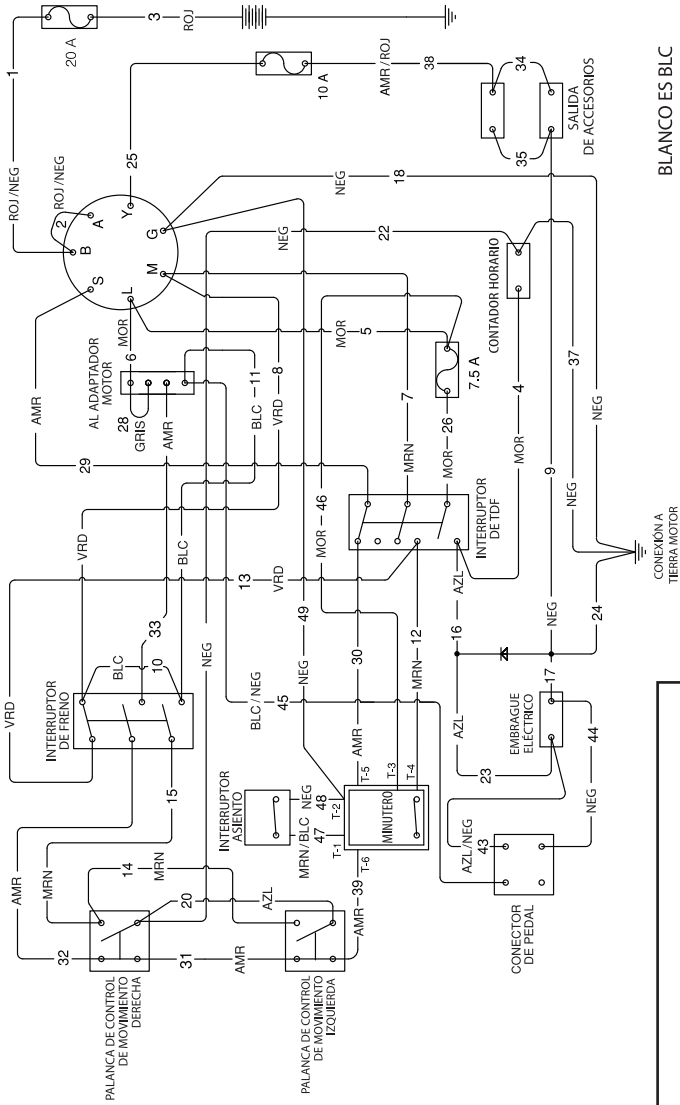 PALANCA DE CONTROL
DE MOVIMIENTO
DERECHA
PALANCA DE CONTROL
DE MOVIMIENTO
IZQUIERDA
32
AMR
MRN
15
VRD
14
MRN
20
AZL
31
AMR
INTERRUPTOR
DE FRENO
BLC
10
INTERRUPTOR
ASIENTO
MRN/BLC
47
NEG
48
MINUTERO
T-1
T-2
T-3
T-4
T-5
T-6
AMR
39
VRD
BLC
33
13
VRD
NEG
BLC / NEG
45
NEG
49
AMR
30
MRN
12
MOR
46
AMR
29
AL ADAPTADOR
MOTOR
28
GRIS
AMR
MOR
6
BLC
11
VRD
8
MOR
5
INTERRUPTOR
DE TDF
MRN
7
MOR
26
7.5 A
S
B
A
Y
G
M
L
ROJ /NEG
1
2
ROJ/NEG
20 A
3
ROJ
25
10 A
AMR / ROJ
38
34
35
SALIDA
DE ACCESORIOS
NEG
18
NEG
22
CONTADOR HORARIO
MOR
4
NEG
37
NEG
9
NEG
24
NEG
17
AZL
16
AZL
23
EMBRAGUE
ELÉCTRICO
NEG
44
AZL/NEG
43
CONECTOR
DE PEDAL
CONEXIÓN A
TIERRA MOTOR
BLANCO ES BLC